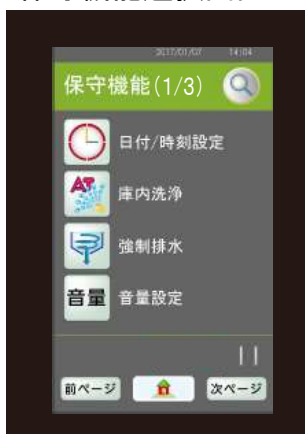 2017/01/07 14:04
保守機能(1/3)
日付/時刻設定
AT
庫内洗浄
強制排水
音量 音量設定
前ページ 次ページ